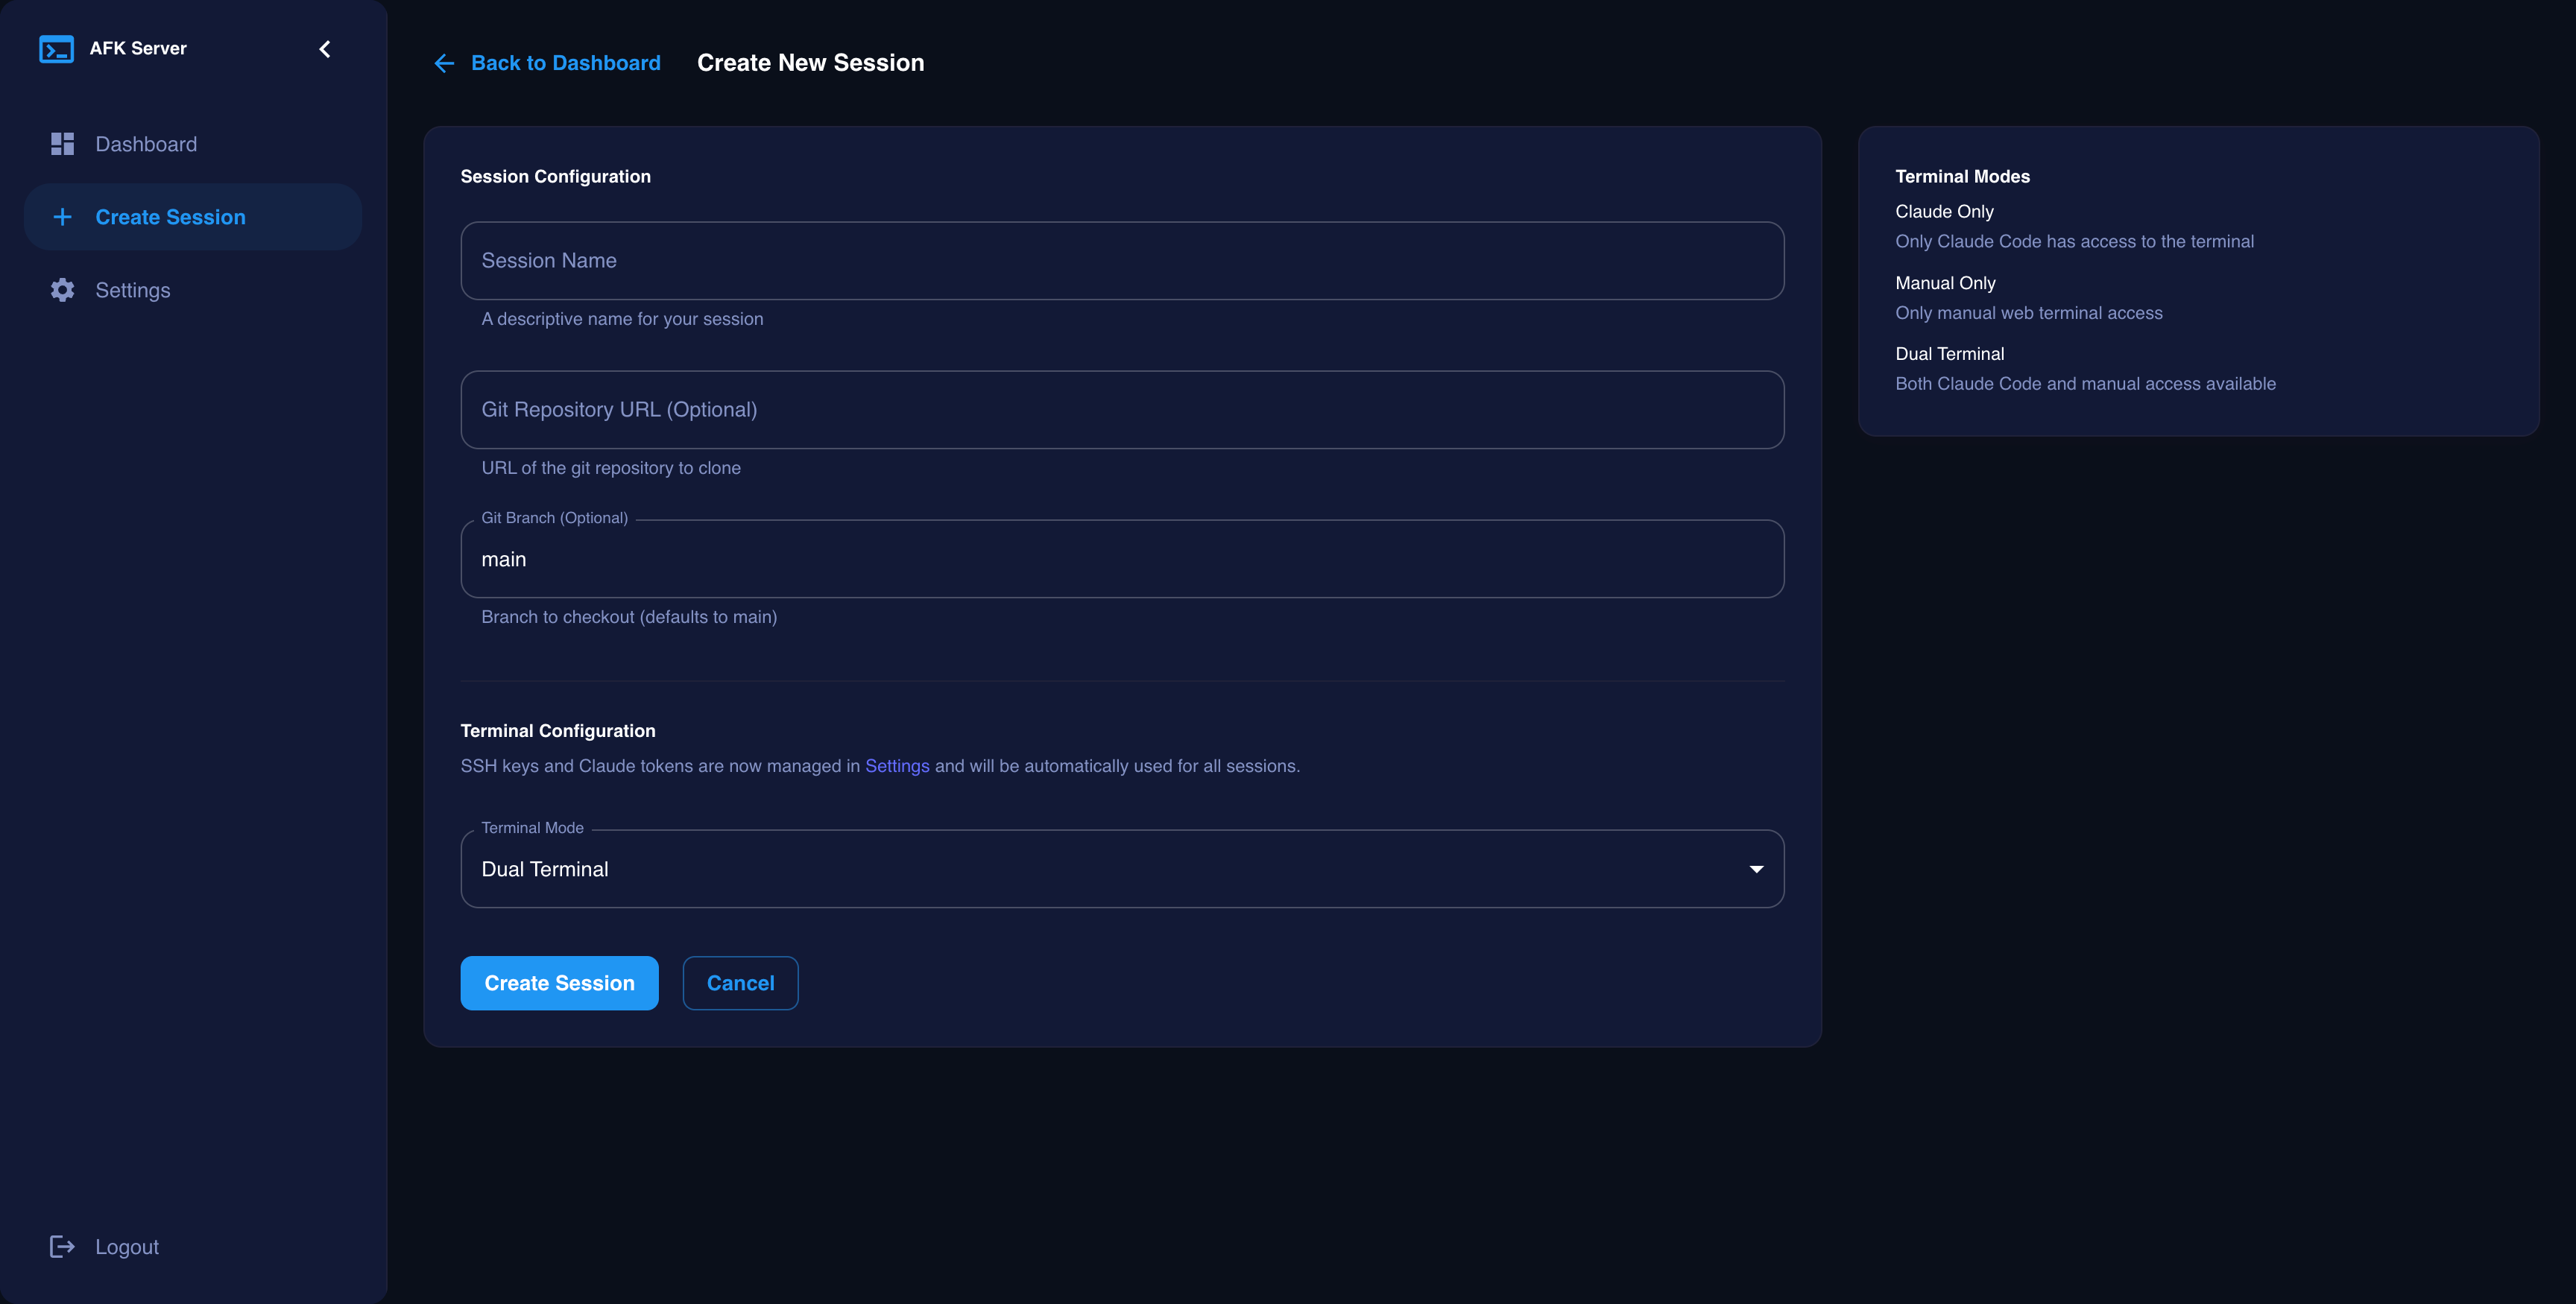 AFK Server
Dashboard
Create Session
Settings
Logout
Back to Dashboard
Create New Session
Session Configuration
Session Name
A descriptive name for your session
Git Repository URL (Optional)
URL of the git repository to clone
Git Branch (Optional)
main
Branch to checkout (defaults to main)
Terminal Configuration
SSH keys and Claude tokens are now managed in Settings and will be automatically used for all sessions.
Terminal Mode
Dual Terminal
Create Session
Cancel
Terminal Modes
Claude Only
Only Claude Code has access to the terminal
Manual Only
Only manual web terminal access
Dual Terminal
Both Claude Code and manual access available